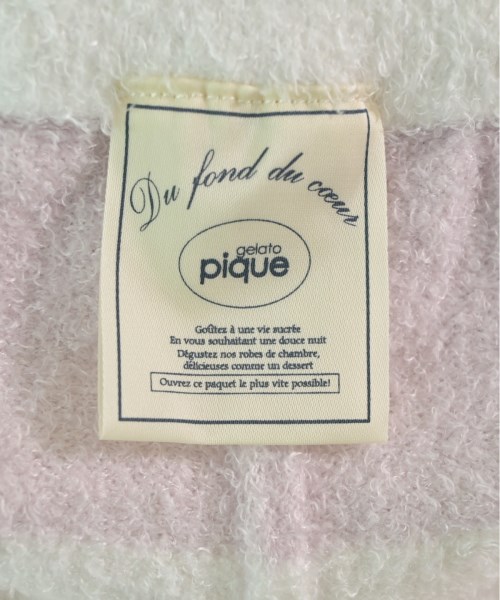 Du fond du cœur
gelato
pique
Goûtez à une vie sucrée
En vous souhaitant une douce nuit
Dégustez nos robes de chambre,
délicieuses comme un dessert
Ouvrez ce paquet le plus vite possible!